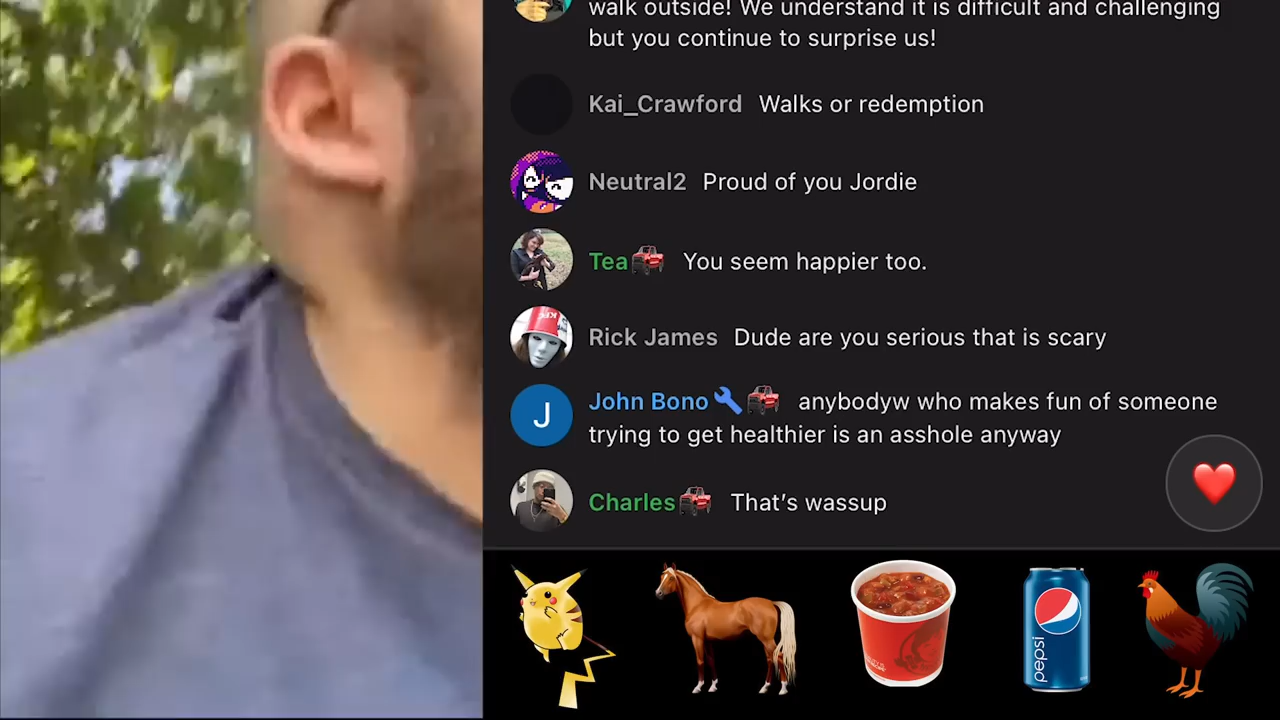 walk outside! We understand it is difficult and challenging
but you continue to surprise us!
Kai_Crawford Walks or redemption
Neutral2 Proud of you Jordie
Tea You seem happier too.
Rick James Dude are you serious that is scary
J
John Bono anybodyw who makes fun of someone
trying to get healthier is an asshole anyway
Charles That’s wassup
pepsi